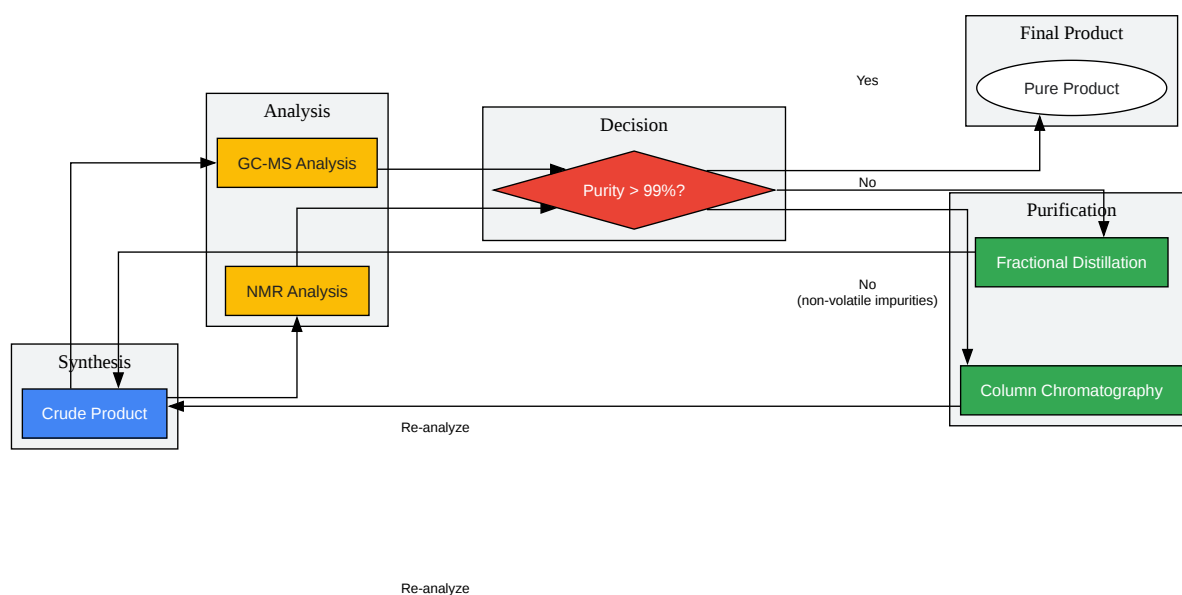 Final Product
Yes
Pure Product
Analysis
Decision
GC-MS Analysis
Purity > 99%?
No
Purification
Fractional Distillation
NMR Analysis
No
(non-volatile impurities)
Synthesis
Crude Product
Column Chromatography
Re-analyze
Re-analyze